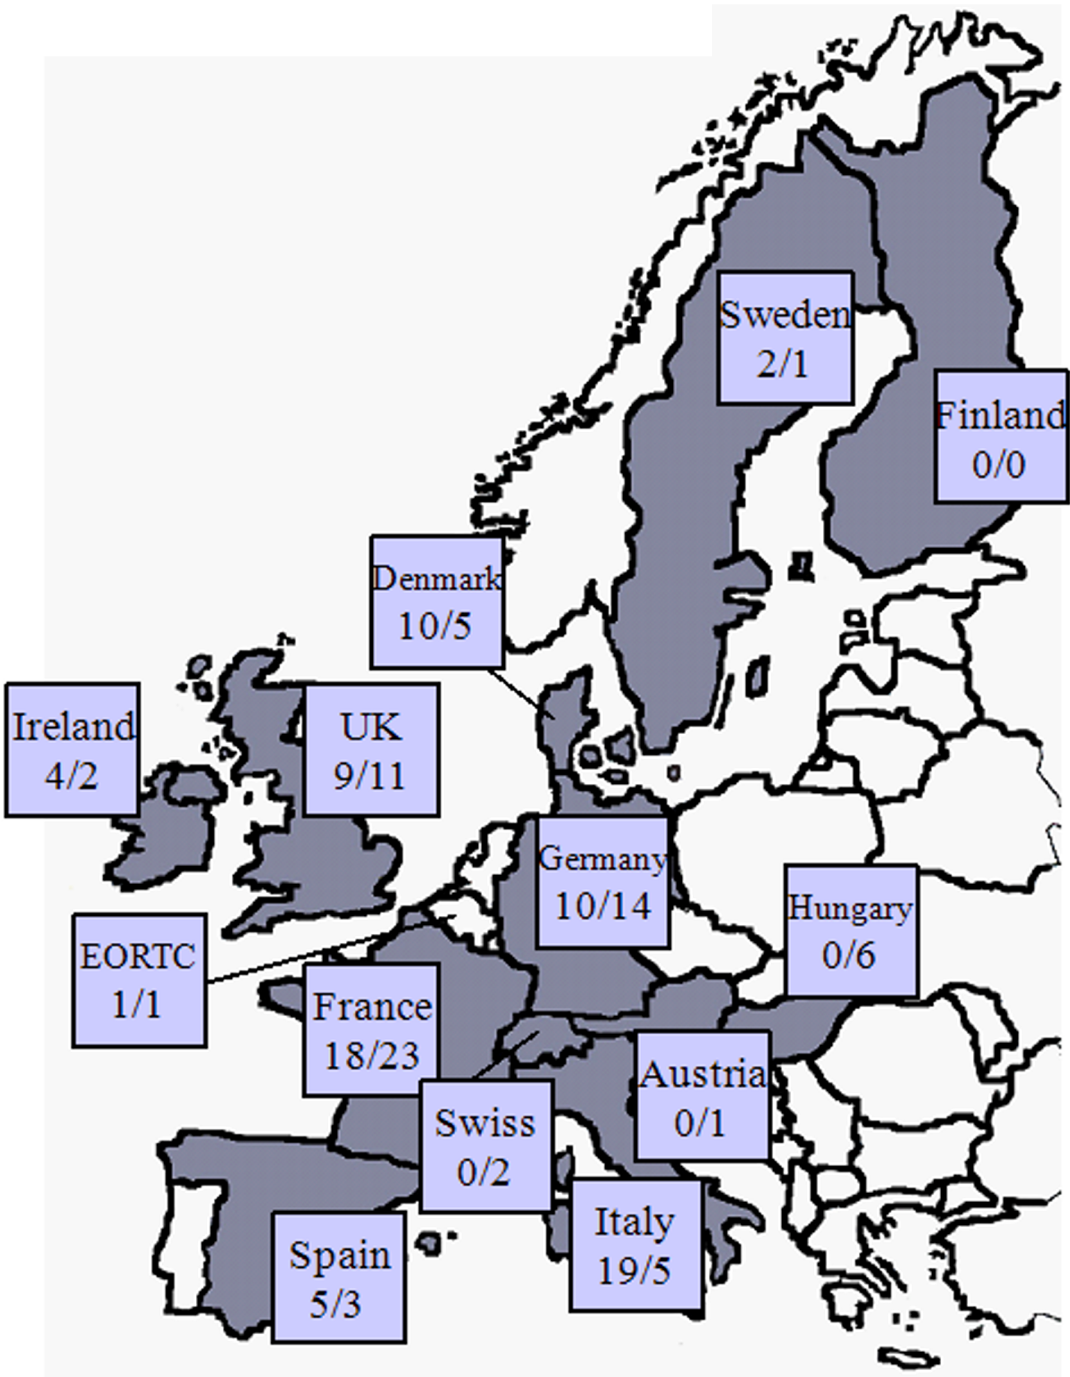 Sweden
2/1
Finland
0/0
Denmark
10/5
Ireland
4/2
UK
9/11
Germany
10/14
Hungary
0/6
EORTC
1/1
France
18/23
Austria
0/1
Swiss
0/2
Italy
19/5
Spain
5/3